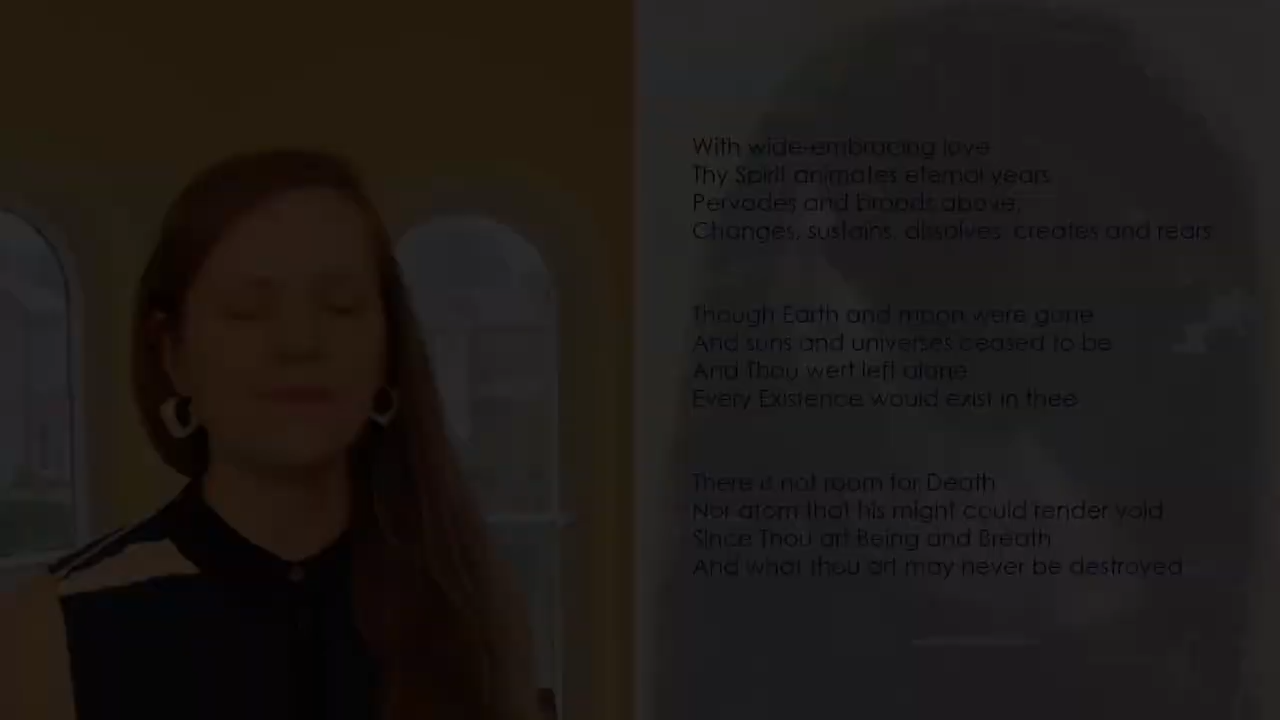 With wide-embracing love
Thy Spirit animates eternal years
Pervades and broods above,
Changes, sustains, dissolves, creates and rears
Though Earth and moon were gone
And suns and universes ceased to be
And Thou wert left alone
Every Existence would exist in thee
There is not room for Death
Nor atom that his might could render void
Since Thou art Being and Breath
And what thou art may never be destroyed